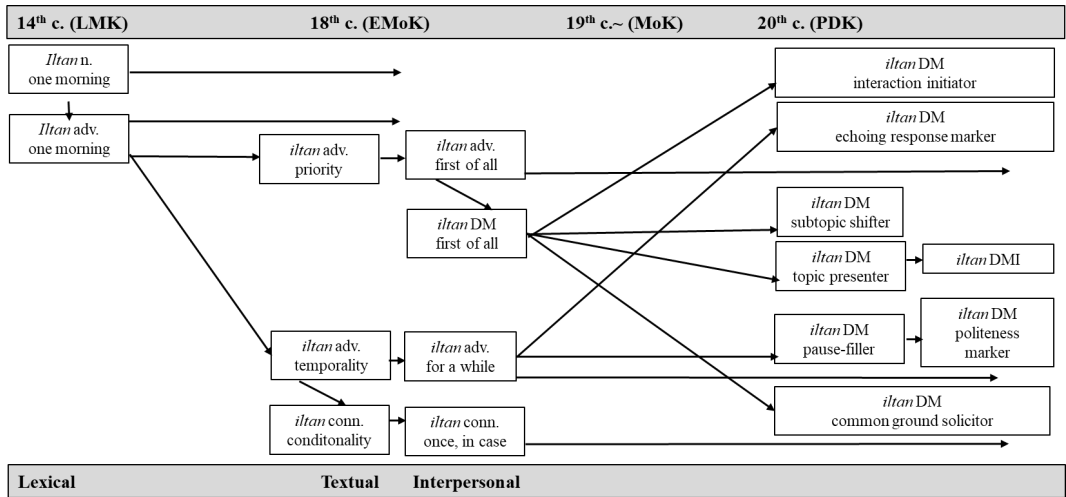 14th c. (LMK) 18th c. (EMoK) 19th c.~ (MoK) 20th c. (PDK)
Iltan n.
one morning
iltan DM
interaction initiator
Iltan adv.
one morning
iltan DM
echoing response marker
iltan adv.
priority
iltan adv.
first of all
iltan DM
first of all
iltan DM
subtopic shifter
iltan DM
topic presenter
iltan DMI
iltan adv.
temporality
iltan adv.
for a while
iltan DM
pause-filler
iltan DM
politeness
marker
iltan conn.
conditonality
iltan conn.
once, in case
iltan DM
common ground solicitor
Lexical Textual Interpersonal